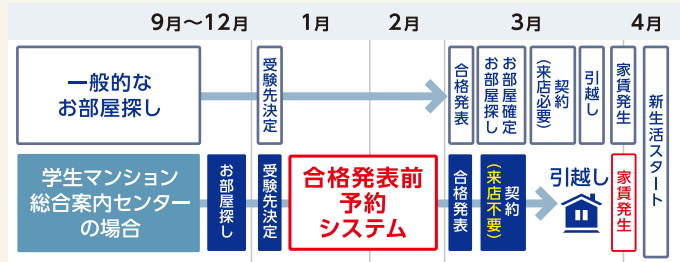 9月～12月
1月
2月
3月
4月
一般的な
お部屋探し
受験先決定
合格発表
お部屋探し
お部屋確定
契約
（来店必要）
引越し
家賃発生
新生活スタート
学生マンション
総合案内センター
の場合
お部屋探し
受験先決定
合格発表前
予約
システム
合格発表
契約
（来店不要）
引越し
家賃発生